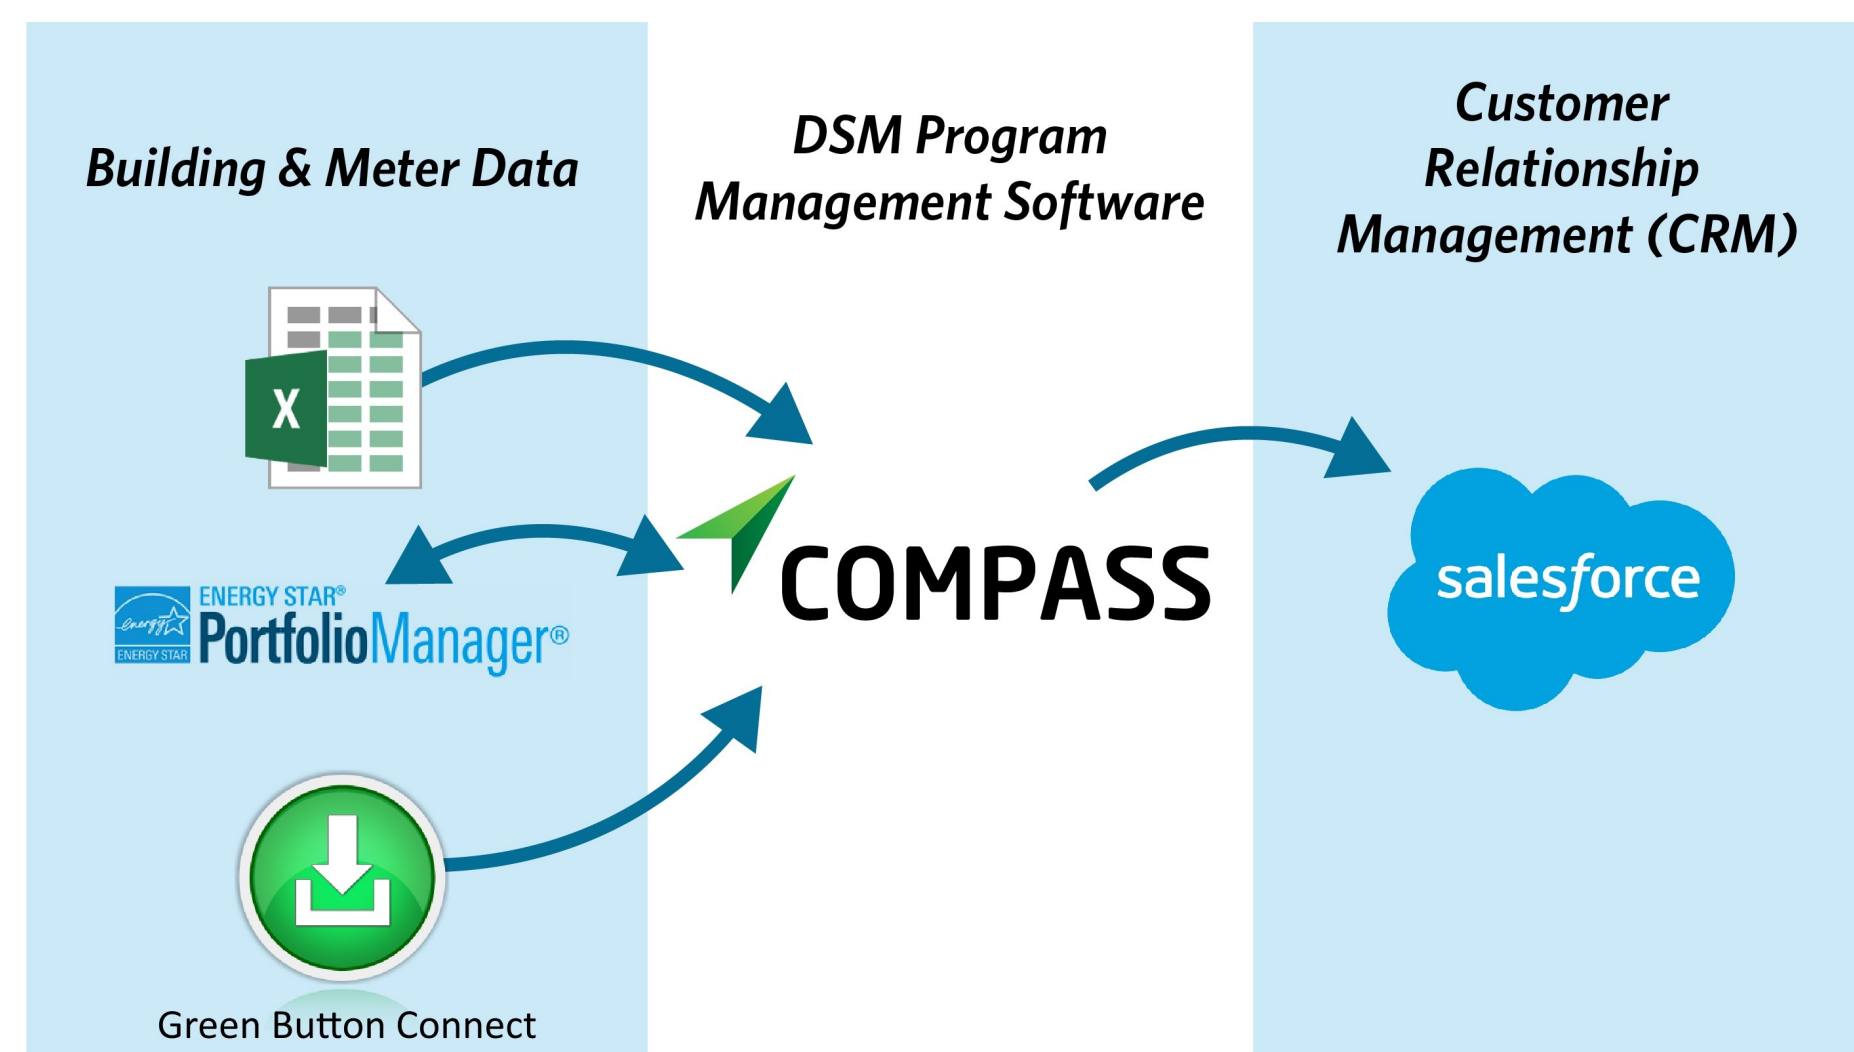 Building & Meter Data
DSM Program
Management Software
Customer
Relationship
Management (CRM)
X
energy
ENERGY STAR
ENERGY STAR®
PortfolioManager®
COMPASS
salesforce
Green Button Connect